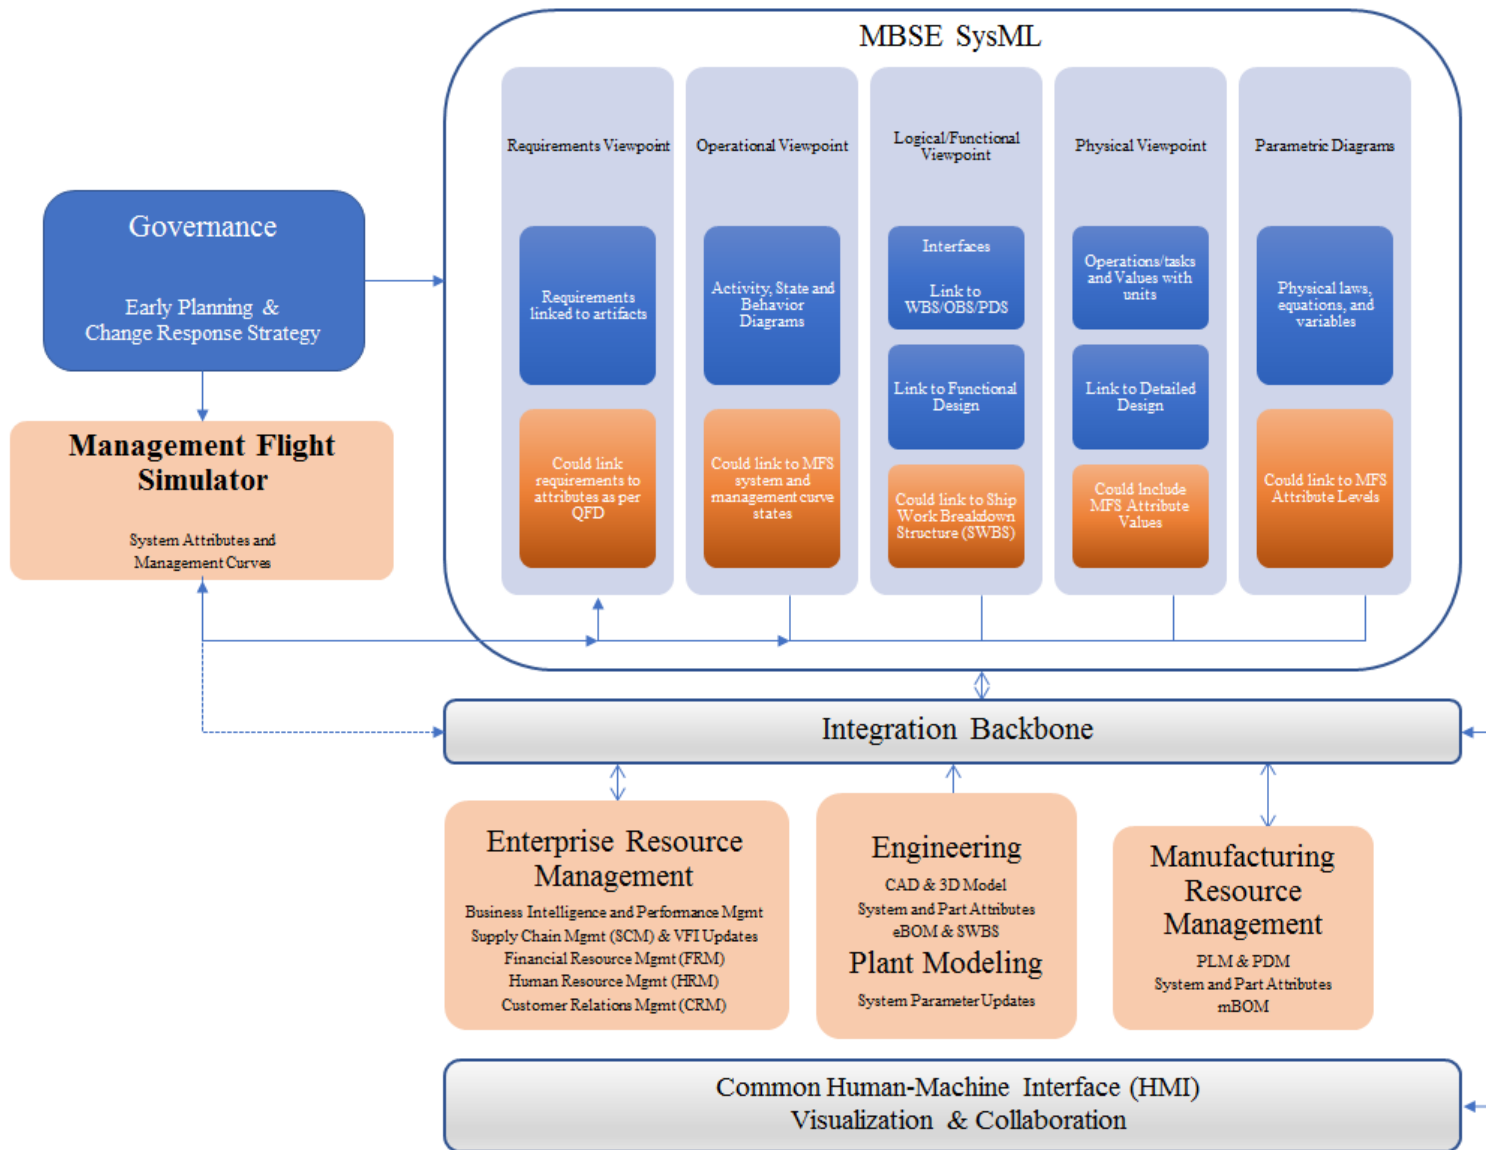 MBSE SysML
Requirements Viewpoint
Operational Viewpoint
Logical/Functional
Viewpoint
Physical Viewpoint
Parametric Diagrams
Governance
Early Planning &
Change Response Strategy
Requirements
linked to artifacts
Activity, State and
Behavior
Diagrams
Interfaces
Link to
WBS/OBS/PDS
Operations/tasks
and Values with
units
Physical laws,
equations, and
variables
Link to Functional
Design
Link to Detailed
Design
Management Flight
Simulator
System Attributes and
Management Curves
Could link
requirements to
attributes as per
QFD
Could link to MFS
system and
management curve
states
Could link to Ship
Work Breakdown
Structure (SWBS)
Could Include
MFS Attribute
Values
Could link to MFS
Attribute Levels
Integration Backbone
Enterprise Resource
Management
Business Intelligence and Performance Mgmt
Supply Chain Mgmt (SCM) & VFI Updates
Financial Resource Mgmt (FRM)
Human Resource Mgmt (HRM)
Customer Relations Mgmt (CRM)
Engineering
CAD & 3D Model
System and Part Attributes
eBOM & SWBS
Plant Modeling
System Parameter Updates
Manufacturing
Resource
Management
PLM & PDM
System and Part Attributes
mBOM
Common Human-Machine Interface (HMI)
Visualization & Collaboration